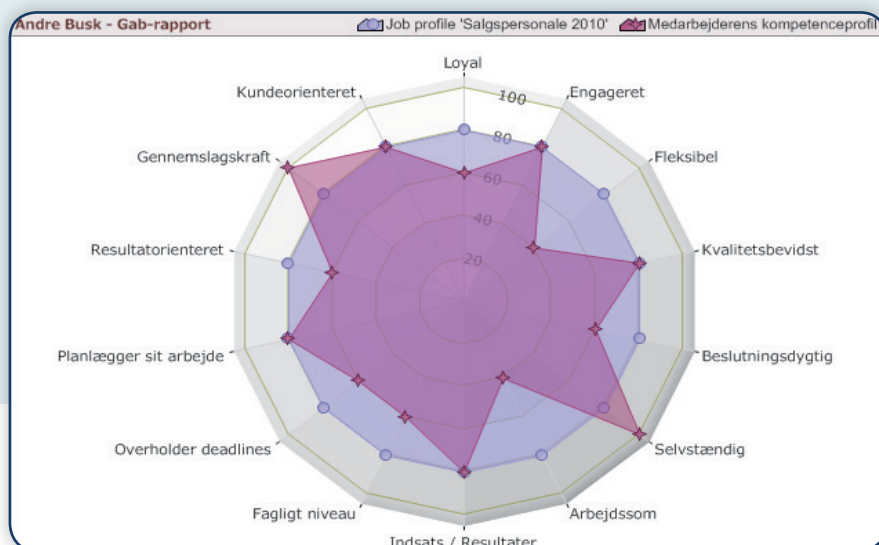 Andre Busk - Gab-rapport
Job profile 'Salgspersonale 2010'
Medarbejderens kompetenceprofil
Loyal
Kundeorienteret
Engageret
100
Gennemslagskraft
80
Fleksibel
60
Resultatorienteret
40
Kvalitetsbevidst
20
Planlægger sit arbejde
Beslutningsdygtig
Overholder deadlines
Selvstændig
Fagligt niveau
Arbejdssom
Indsats / Resultater